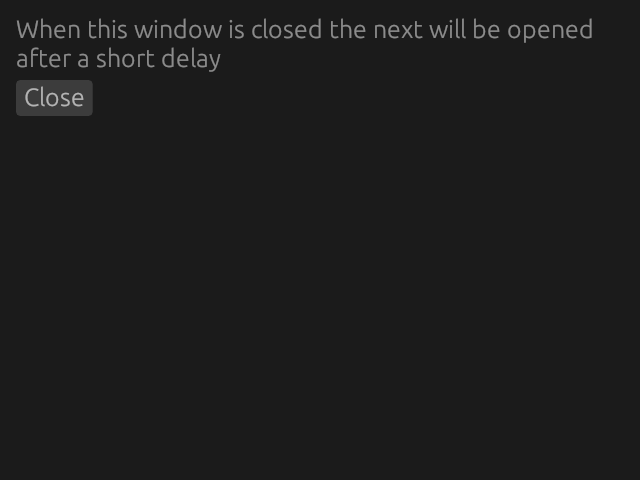 When this window is closed the next will be opened
after a short delay
Close